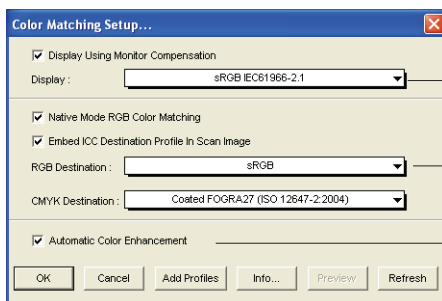 Color Matching Setup...
Display Using Monitor Compensation
Display : sRGB IEC61966-2.1
Native Mode RGB Color Matching
Embed ICC Destination Profile In Scan Image
RGB Destination : sRGB
CMYK Destination : Coated FOGRA27 (ISO 12647-2:2004)
Automatic Color Enhancement
OK Cancel Add Profiles Info... Preview Refresh